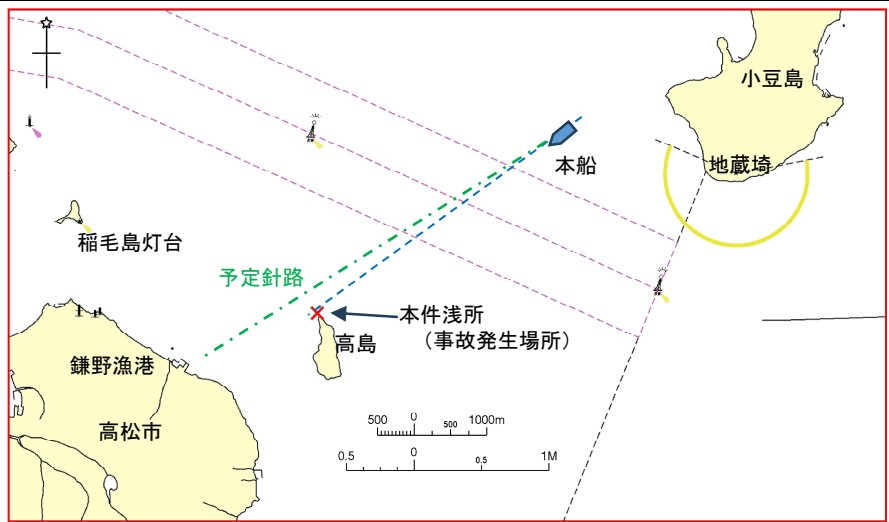 小豆島
本船
地蔵埼
稲毛島灯台
予定針路
本件浅所
（事故発生場所）
高島
鎌野漁港
高松市
500 0 500 1000m
0.5 0 0.5 1M